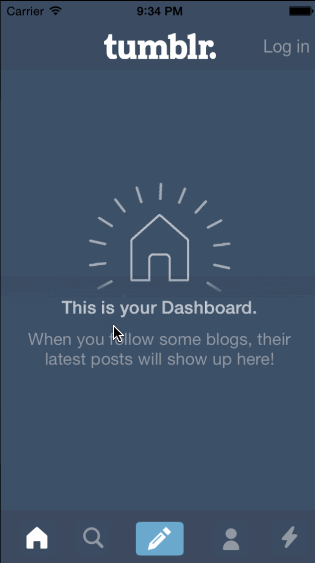 Carrier 9:34 PM
tumblr. Log in
This is your Dashboard.
When you follow some blogs, their
latest posts will show up here!